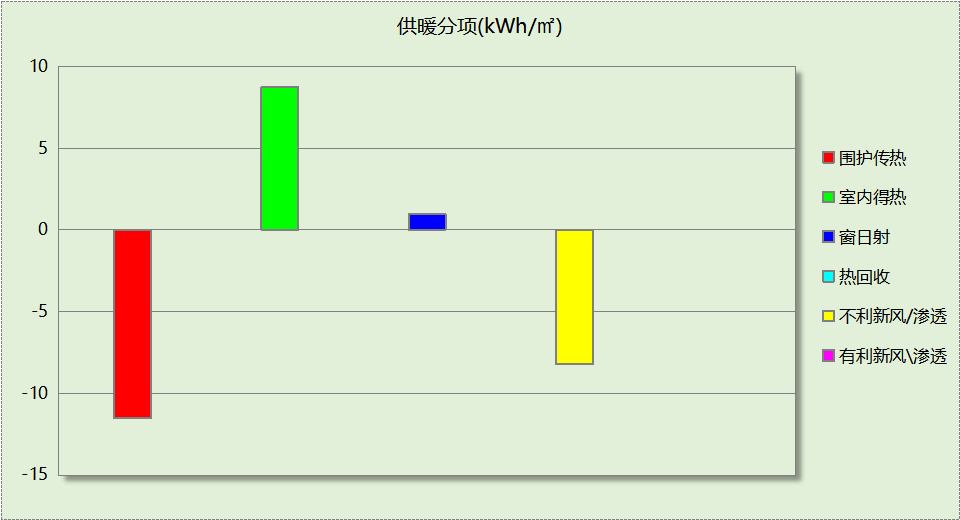 供暖分项(kWh/㎡)
10
5
0
-5
-10
-15
围护传热
室内得热
窗日射
热回收
不利新风/渗透
有利新风\渗透